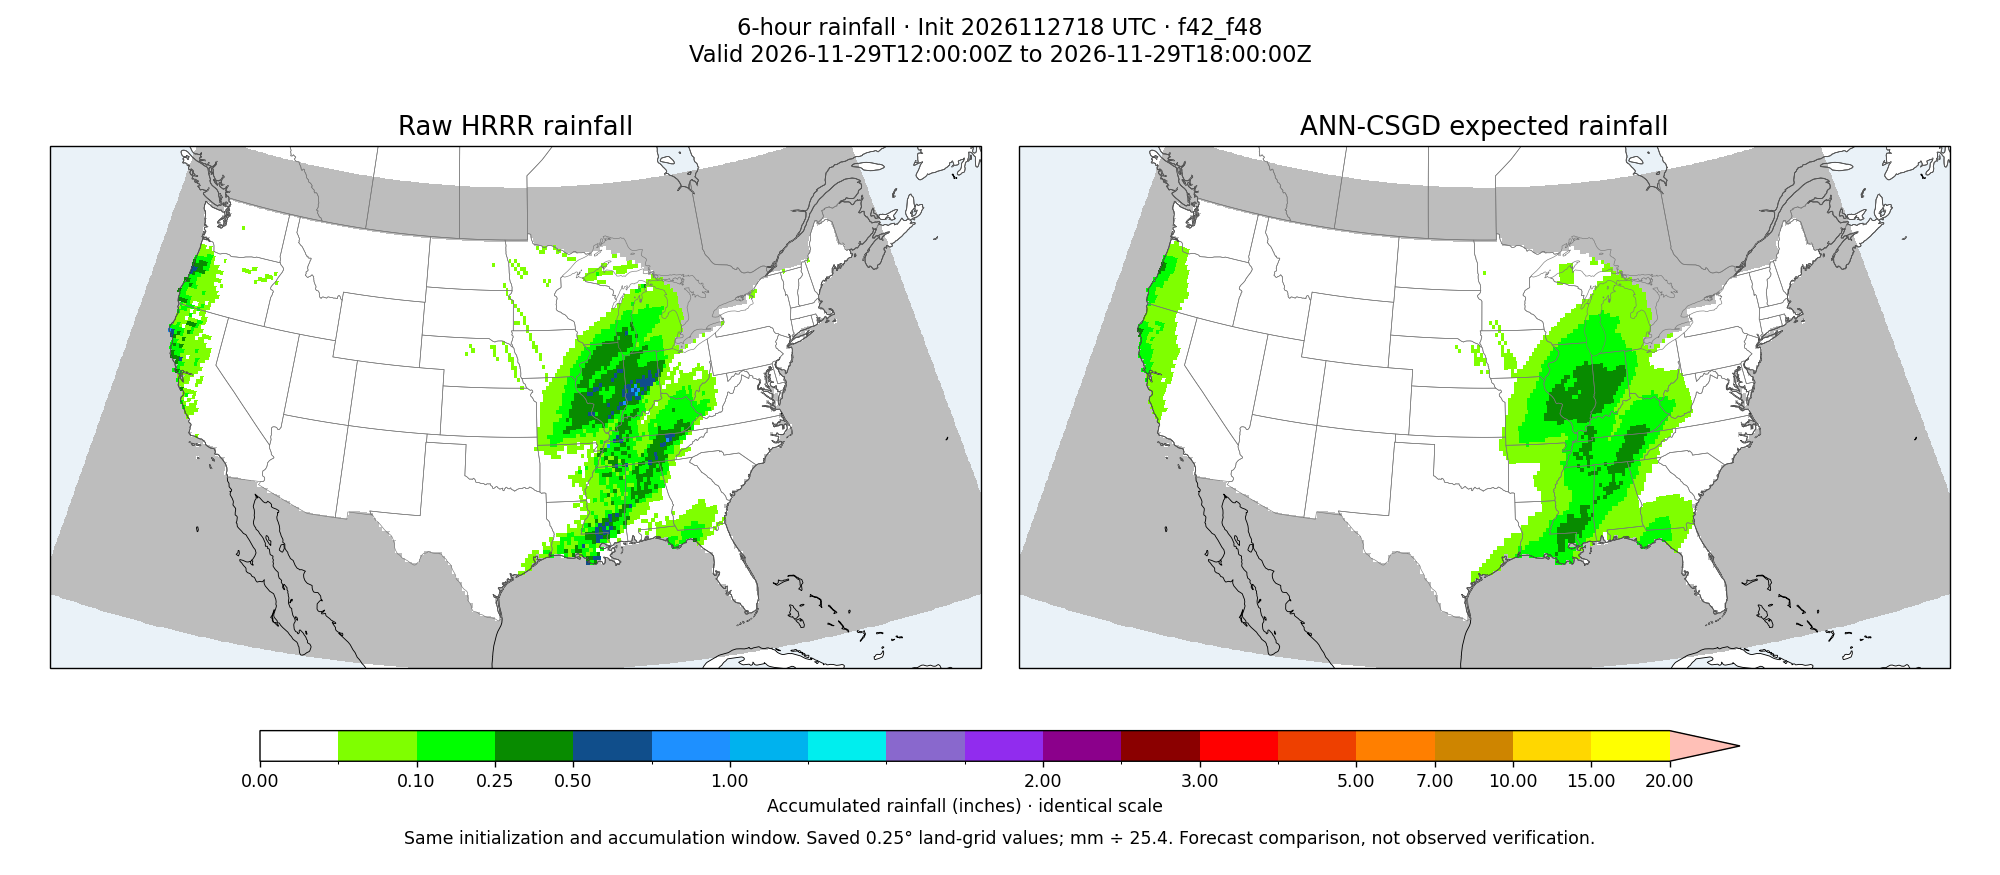 6-hour rainfall · Init 2026112718 UTC · f42_f48
Valid 2026-11-29T12:00:00Z to 2026-11-29T18:00:00Z
Raw HRRR rainfall
ANN-CSGD expected rainfall
0.00 0.10 0.25 0.50 1.00 2.00 3.00 5.00 7.00 10.00 15.00 20.00
Accumulated rainfall (inches) · identical scale
Same initialization and accumulation window. Saved 0.25° land-grid values; mm ÷ 25.4. Forecast comparison, not observed verification.